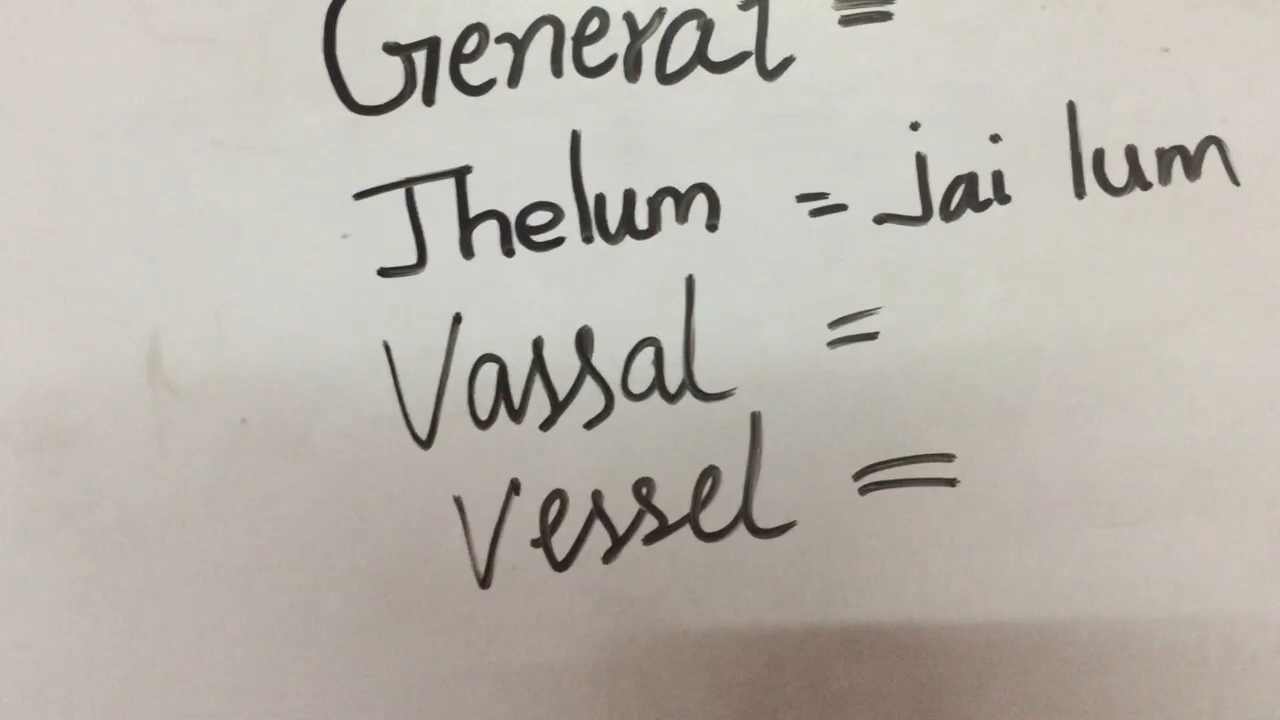 General =
Jhelum = jai lum
Vassal =
Vessel =